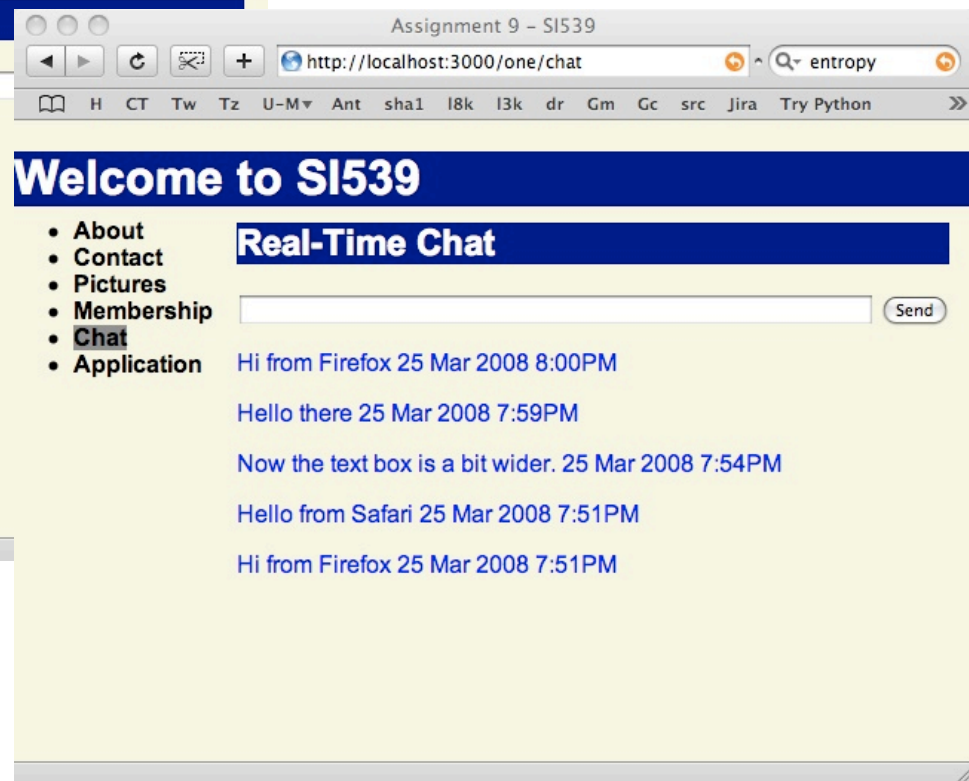 Assignment 9 – SI539
http://localhost:3000/one/chat
entropy
H CT Tw Tz U-M Ant sha1 l8k l3k dr Gm Gc src Jira Try Python
Welcome to SI539
About
Contact
Pictures
Membership
Chat
Application
Real-Time Chat
Send
Hi from Firefox 25 Mar 2008 8:00PM
Hello there 25 Mar 2008 7:59PM
Now the text box is a bit wider. 25 Mar 2008 7:54PM
Hello from Safari 25 Mar 2008 7:51PM
Hi from Firefox 25 Mar 2008 7:51PM